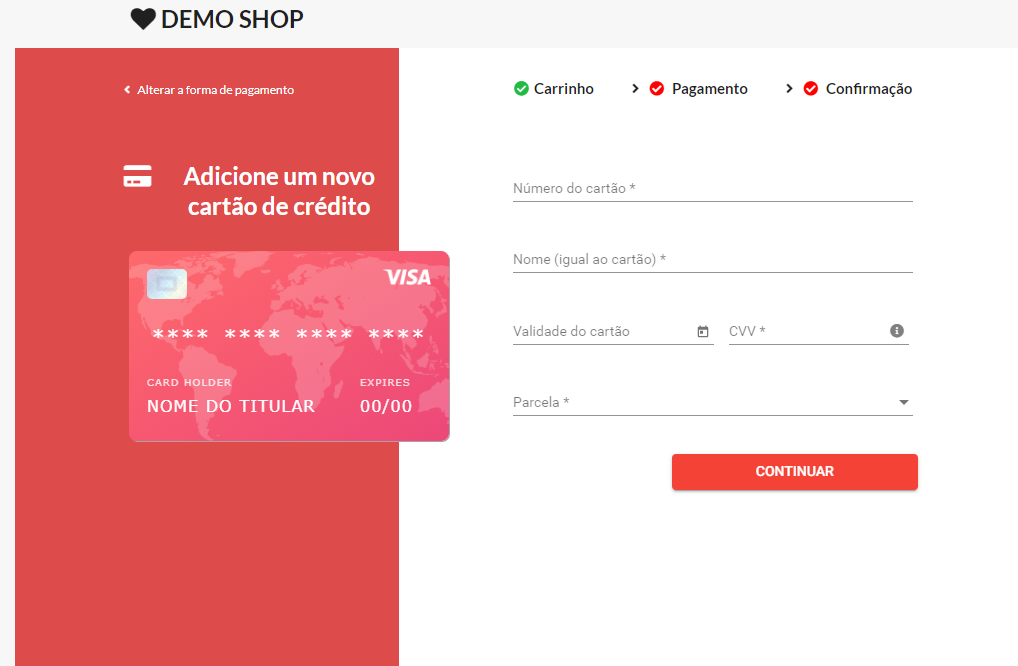 DEMO SHOP
Alterar a forma de pagamento
Adicione um novo
cartão de crédito
VISA
**** **** **** ****
CARD HOLDER
EXPIRES
NOME DO TITULAR
00/00
Carrinho
Pagamento
Confirmação
Número do cartão *
Nome (igual ao cartão) *
Validade do cartão
CVV *
Parcela *
CONTINUAR